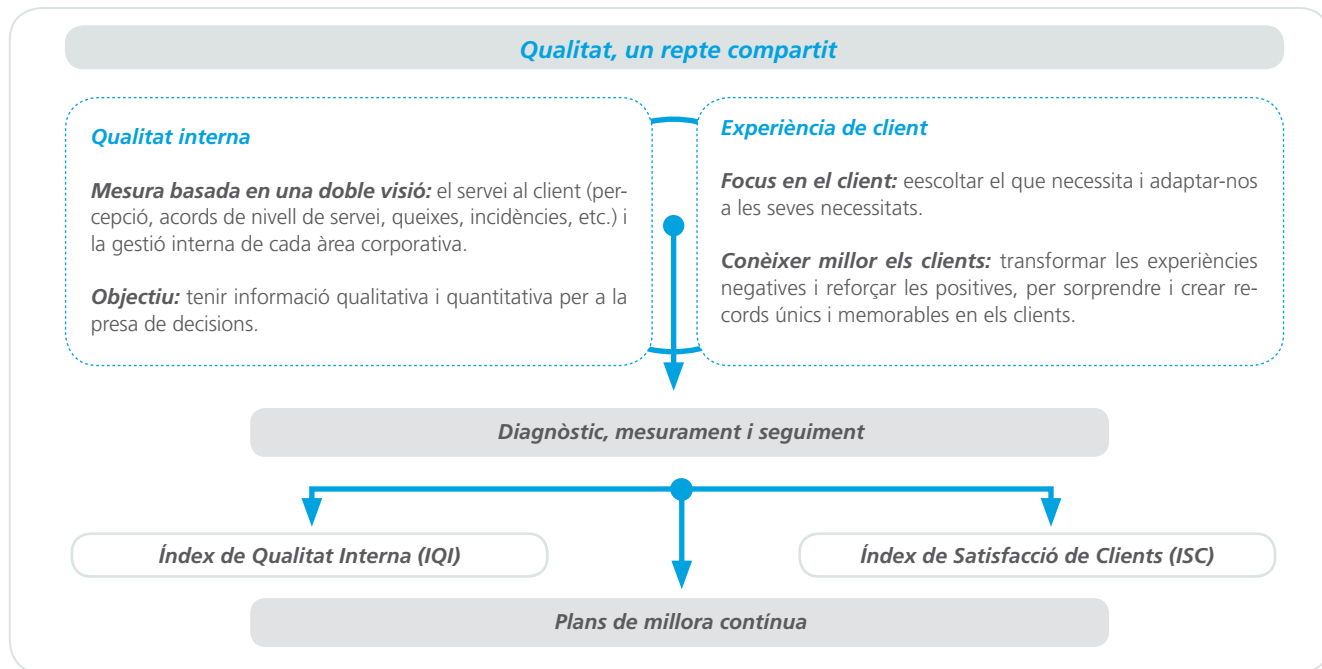 Qualitat, un repte compartit
Qualitat interna
Mesura basada en una doble visió: el servei al client (per-
cepció, acords de nivell de servei, queixes, incidències, etc.) i
la gestió interna de cada àrea corporativa.
Objectiu: tenir informació qualitativa i quantitativa per a la
presa de decisions.
Experiència de client
Focus en el client: eescoltar el que necessita i adaptar-nos
a les seves necessitats.
Conèixer millor els clients: transformar les experiències
negatives i reforçar les positives, per sorprendre i crear re-
cords únics i memorables en els clients.
Diagnòstic, mesurament i seguiment
Índex de Qualitat Interna (IQI)
Índex de Satisfacció de Clients (ISC)
Plans de millora contínua